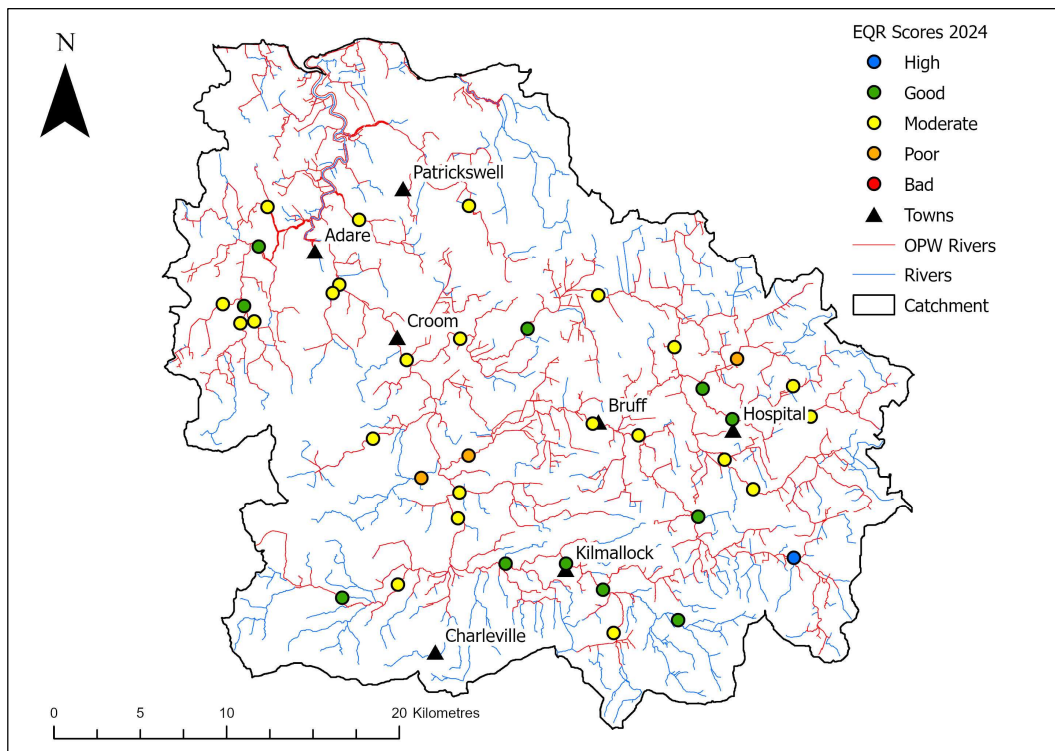 N
EQR Scores 2024
High
Good
Moderate
Poor
Bad
Towns
OPW Rivers
Rivers
Catchment
Patrickswell
Adare
Croom
Bruff
Hospital
Kilmallock
Charleville
0 5 10 20 Kilometres